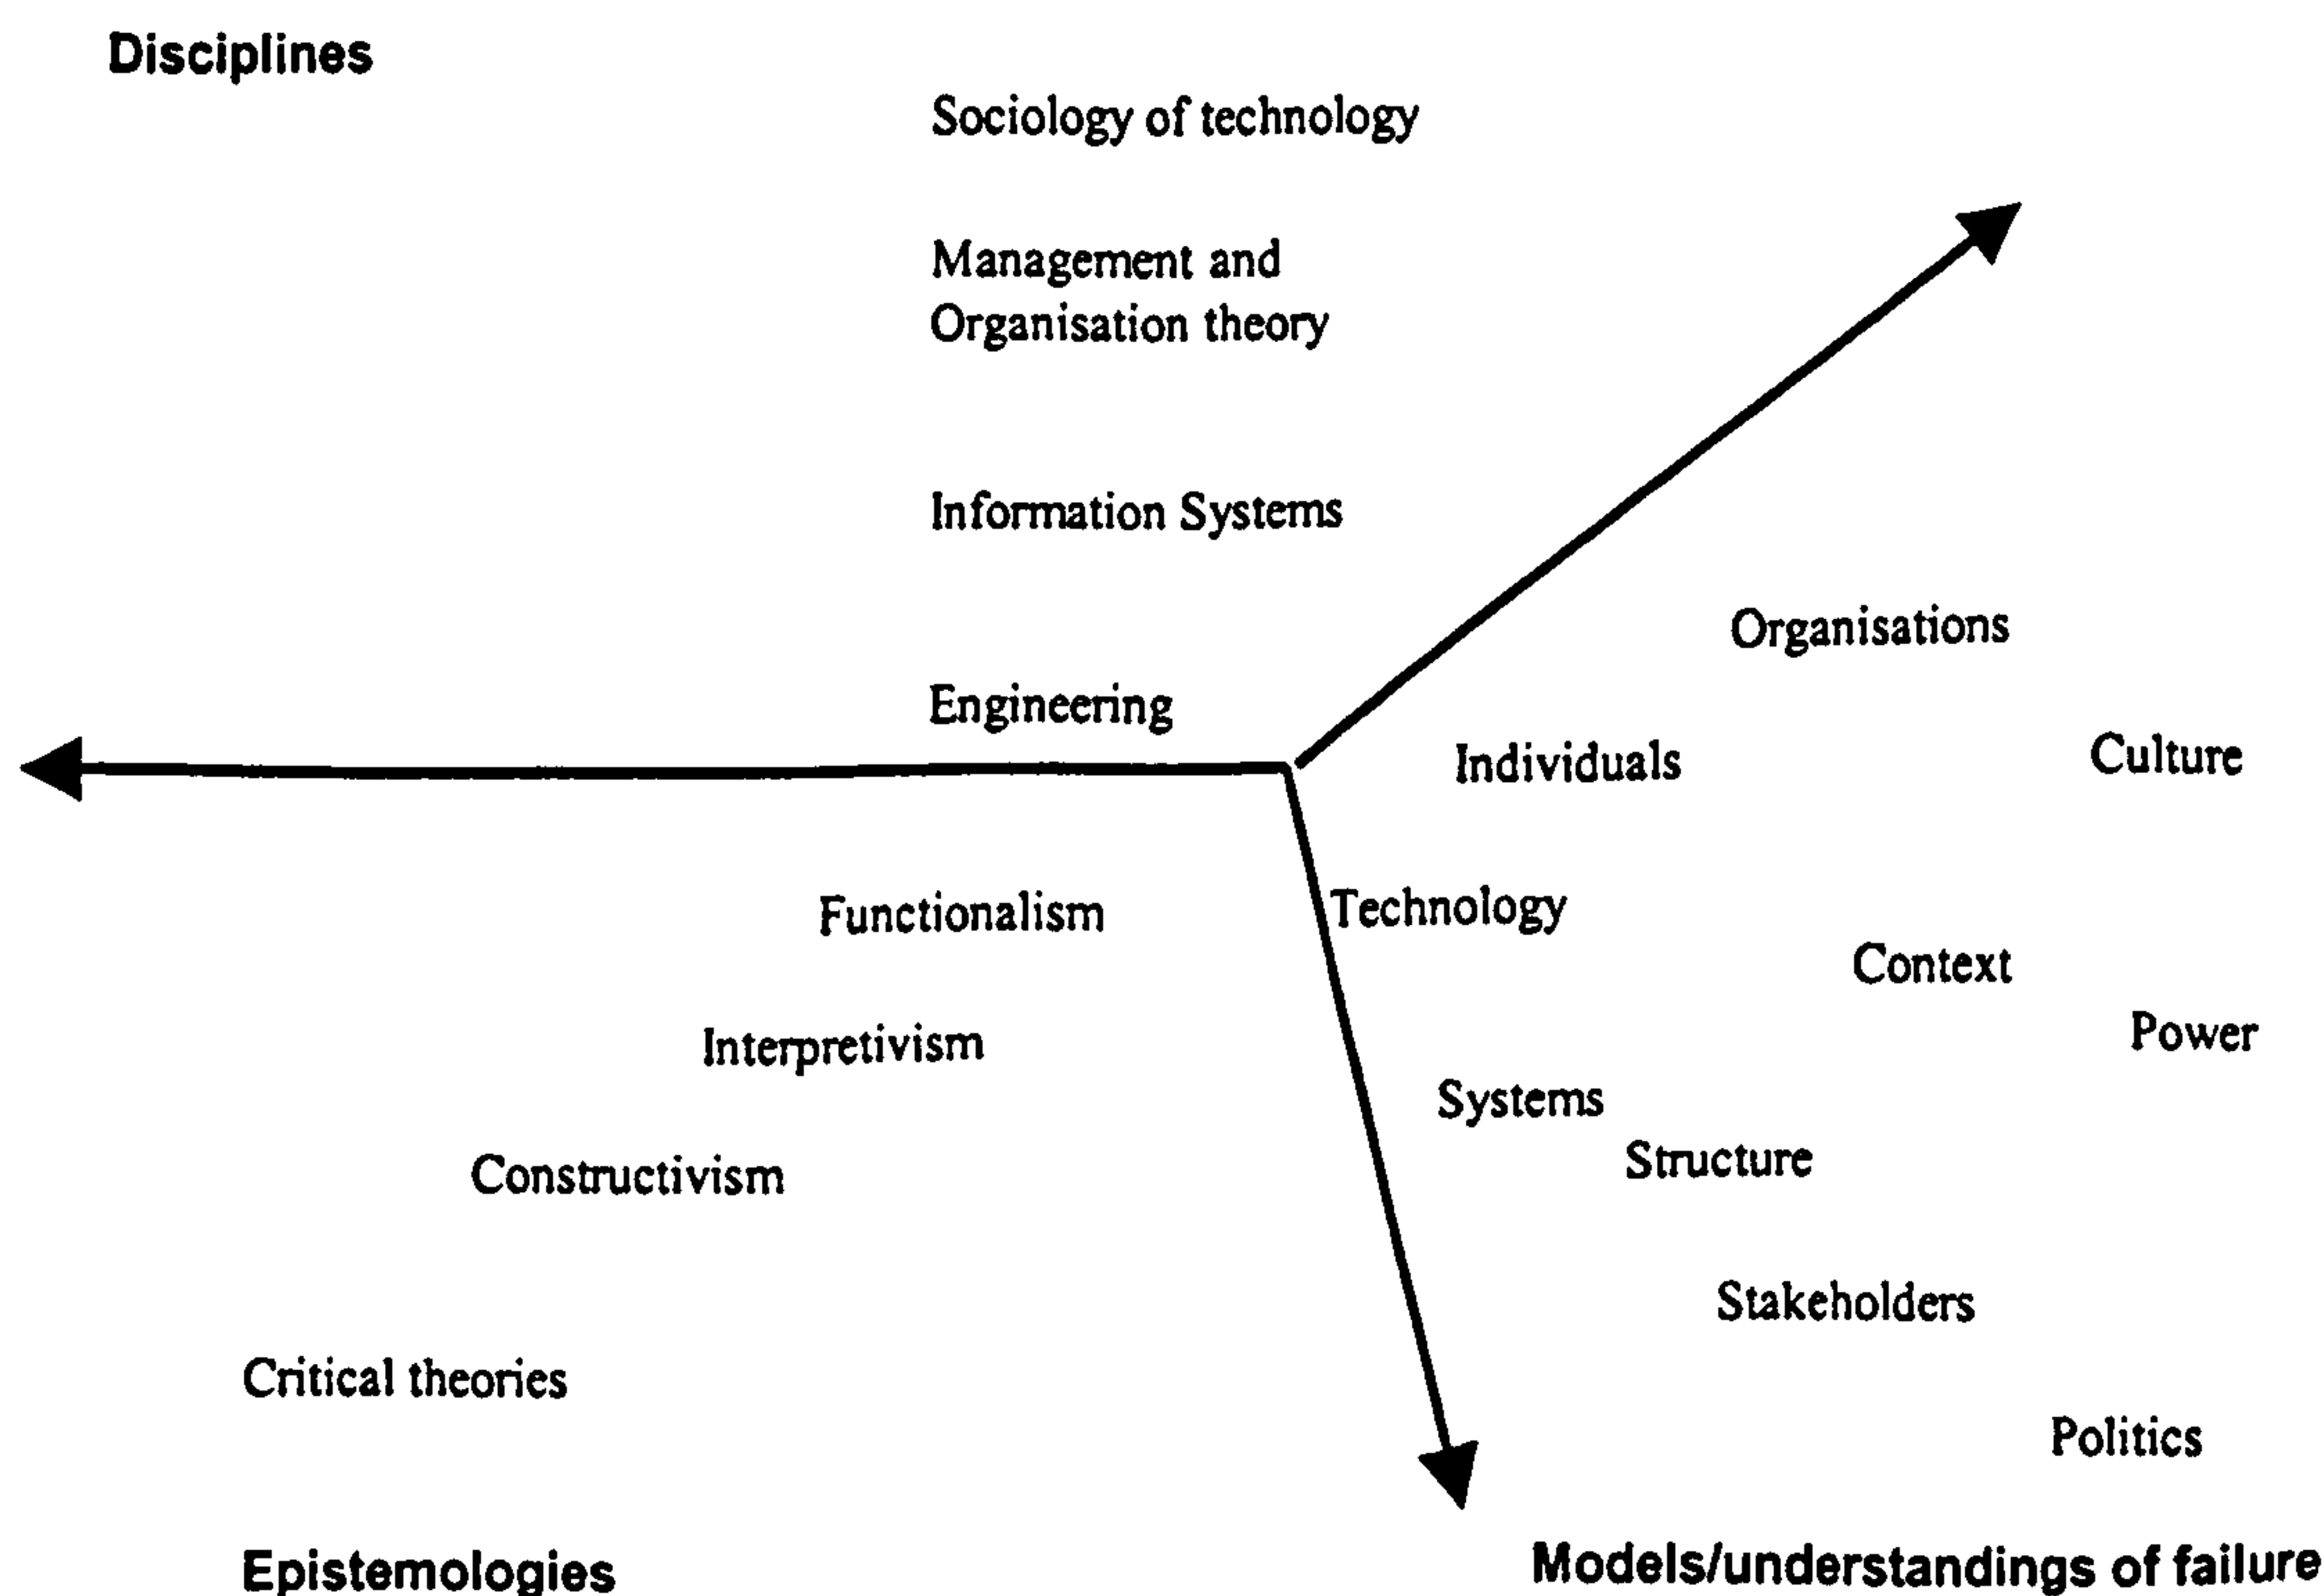 Disciplines
Sociology of technology
Management and
Organisation theory
Information Systems
Engineering
Organisations
Individuals
Culture
Technology
Context
Power
Systems
Structure
Stakeholders
Politics
Functionalism
Interpretivism
Constructivism
Critical theories
Epistemologies
Models/understandings of failure